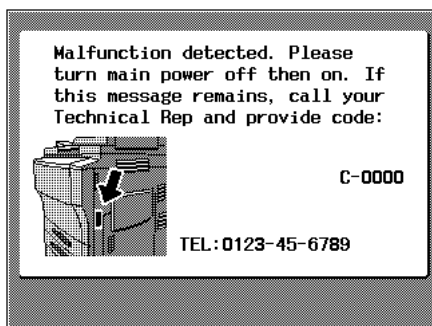 Malfunction detected. Please
turn main power off then on. If
this message remains, call your
Technical Rep and provide code:
C-0000
TEL:0123-45-6789